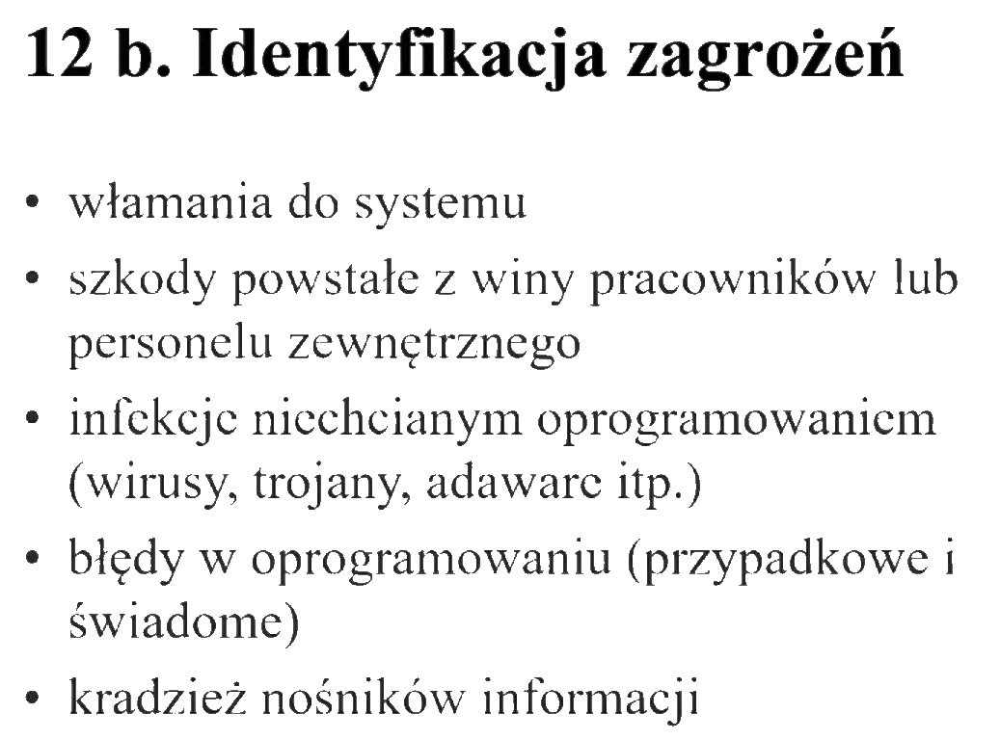 12 b. Identyfikacja zagrożeń
• włamania do systemu
• szkody powstałe z winy pracowników lub
personelu zewnętrznego
• infekcje niechcianym oprogramowaniem
(wirusy, trojany, adaware itp.)
• błędy w oprogramowaniu (przypadkowe i
świadome)
• kradzież nośników informacji